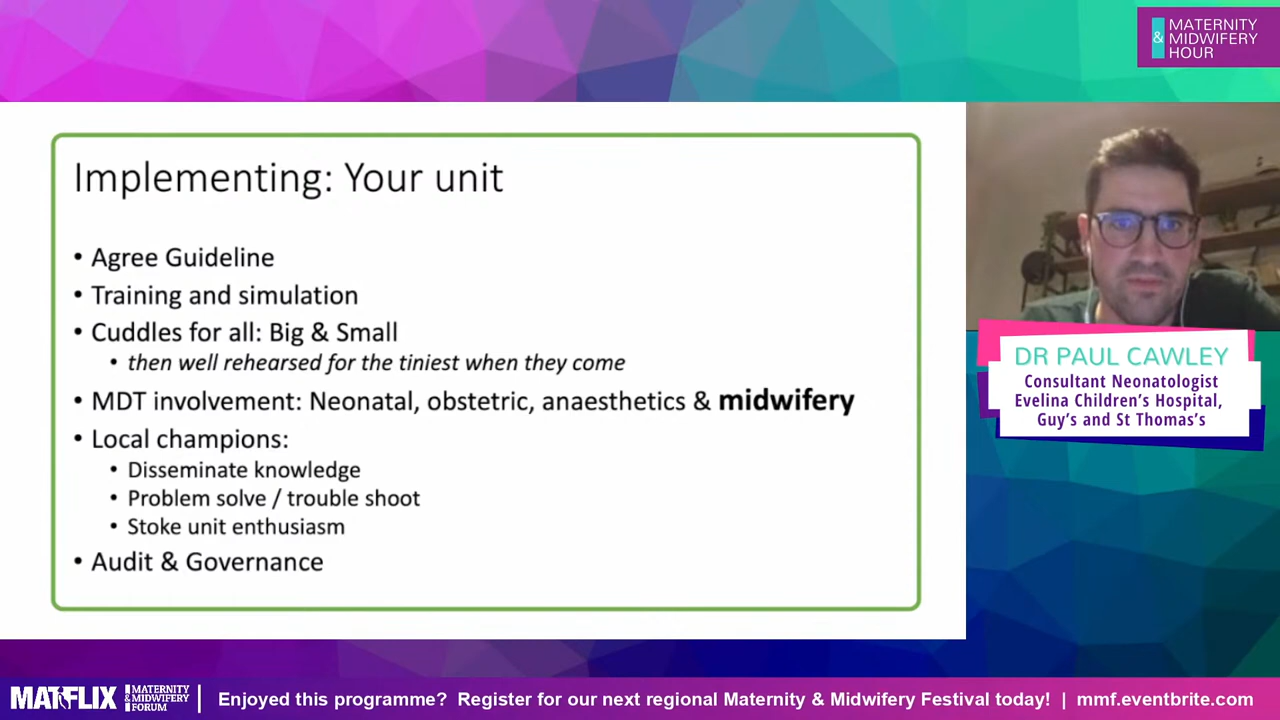 MATERNITY
& MIDWIFERY
HOUR
Implementing: Your unit
• Agree Guideline
• Training and simulation
• Cuddles for all: Big & Small
• then well rehearsed for the tiniest when they come
• MDT involvement: Neonatal, obstetric, anaesthetics & midwifery
• Local champions:
• Disseminate knowledge
• Problem solve / trouble shoot
• Stoke unit enthusiasm
• Audit & Governance
DR PAUL CAWLEY
Consultant Neonatologist
Evelina Children's Hospital,
Guy's and St Thomas's
MATFLIX
MATERNITY
& MIDWIFERY
FORUM
Enjoyed this programme? Register for our next regional Maternity & Midwifery Festival today! | mmf.eventbrite.com